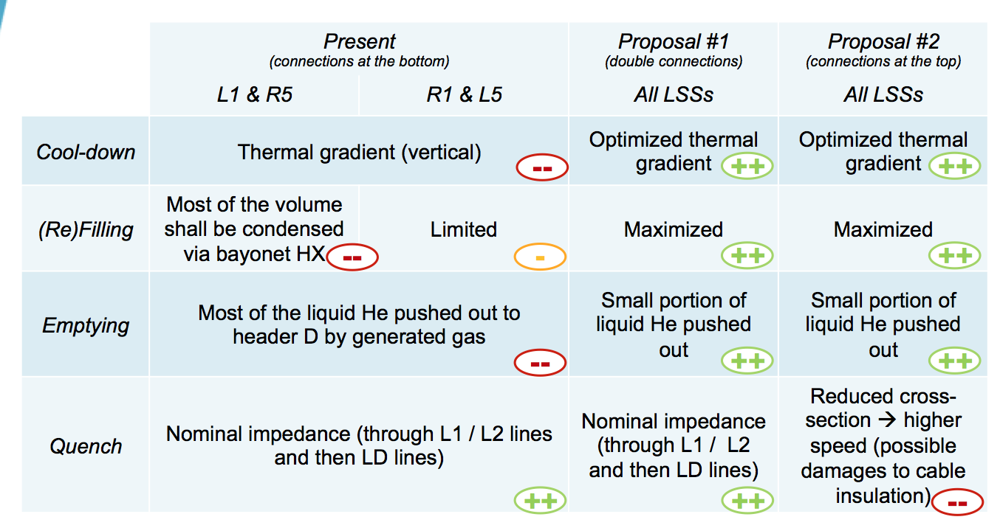 Present
(connections at the bottom)
Proposal #1
(double connections)
Proposal #2
(connections at the top)
L1 & R5
R1 & L5
All LSSs
All LSSs
Cool-down
Thermal gradient (vertical)
--
Optimized thermal
gradient
++
Optimized thermal
gradient
++
(Re)Filling
Most of the volume
shall be condensed
via bayonet HX
--
Limited
-
Maximized
++
Maximized
++
Emptying
Most of the liquid He pushed out to
header D by generated gas
--
Small portion of
liquid He pushed
out
++
Small portion of
liquid He pushed
out
++
Quench
Nominal impedance (through L1 / L2 lines
and then LD lines)
++
Nominal impedance
(through L1 / L2
and then LD lines)
++
Reduced cross-
section → higher
speed (possible
damages to cable
insulation)
--